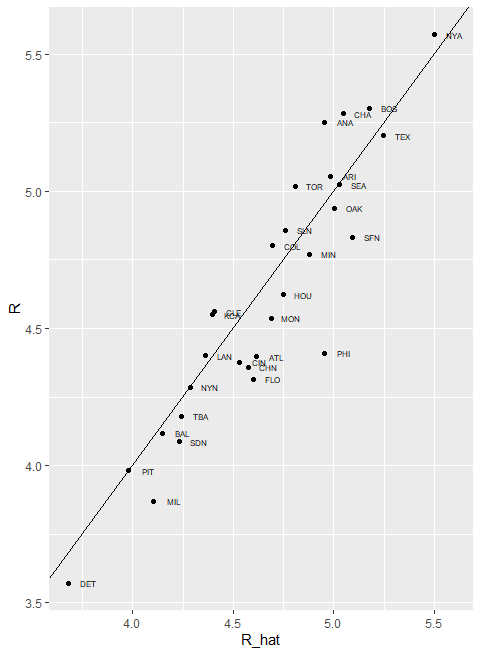 NYA
5.5
BOS
CHA
ANA
TEX
ARI
5.0
SEA
TOR
OAK
SLN
SFN
COL
MIN
HOU
CLE
KCA
MON
4.5
R
LAN
ATL
PHI
CIN
CHN
FLO
NYN
TBA
BAL
SDN
4.0
PIT
MIL
DET
3.5
4.0 4.5 5.0 5.5
R_hat